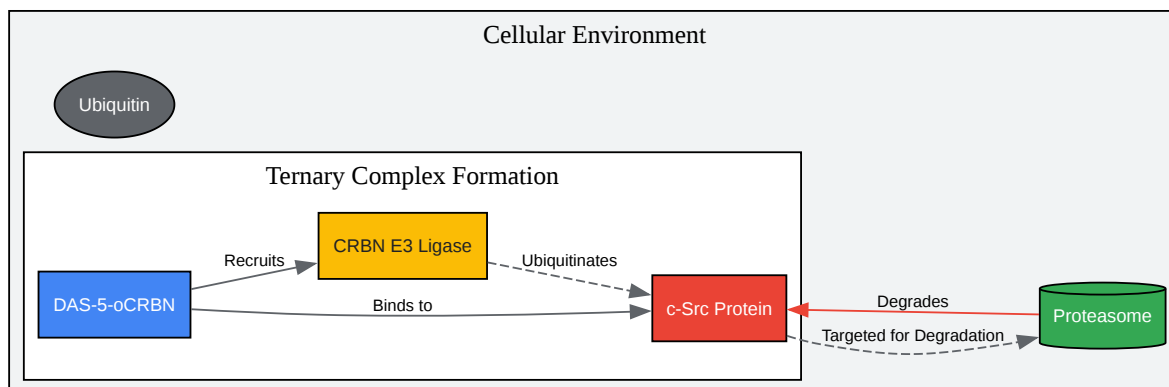 Cellular Environment
Ubiquitin
Ternary Complex Formation
CRBN E3 Ligase
Recruits
Ubiquitinates
DAS-5-oCRBN
Binds to
c-Src Protein
Degrades
Proteasome
Targeted for Degradation